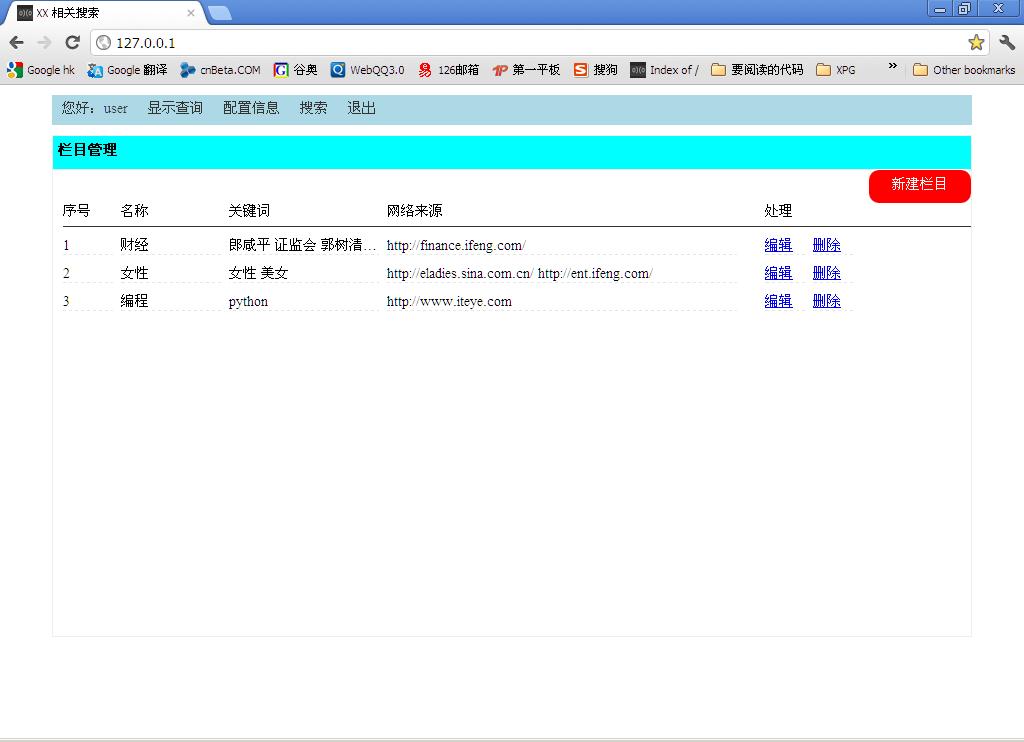 XX 相关搜索
127.0.0.1
Google hk Google 翻译 cnBeta.COM 谷奥 WebQQ3.0 126邮箱 第一平板 搜狗 Index of / 要阅读的代码 XPG » Other bookmarks
您好：user 显示查询 配置信息 搜索 退出
栏目管理
新建栏目
序号 名称 关键词 网络来源 处理
1 财经 郎咸平 证监会 郭树清... http://finance.ifeng.com/ 编辑 删除
2 女性 女性 美女 http://eladies.sina.com.cn/ http://ent.ifeng.com/ 编辑 删除
3 编程 python http://www.iteye.com 编辑 删除